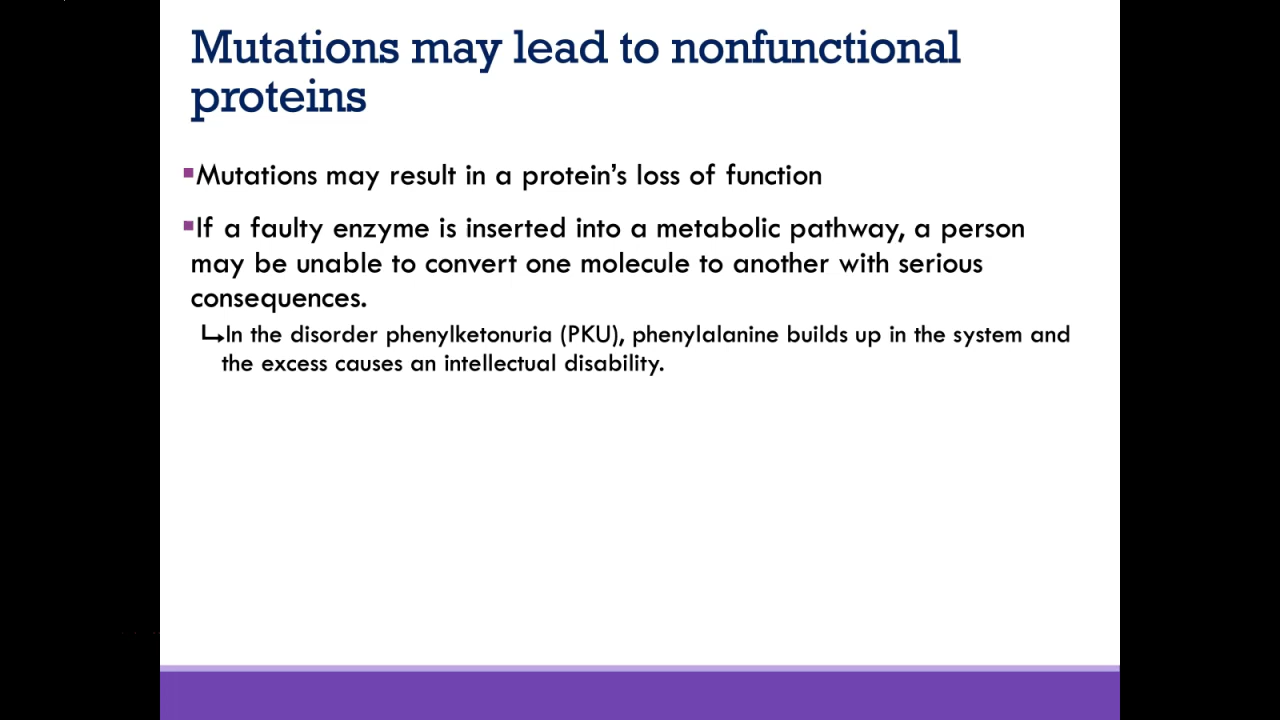 Mutations may lead to nonfunctional
proteins
▪Mutations may result in a protein’s loss of function
▪If a faulty enzyme is inserted into a metabolic pathway, a person
may be unable to convert one molecule to another with serious
consequences.
↳In the disorder phenylketonuria (PKU), phenylalanine builds up in the system and
the excess causes an intellectual disability.